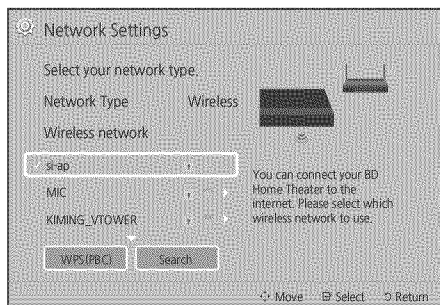 Network Settings
Select your network type.
Network Type Wireless
Wireless network
si-ap
MIC
KIMING_VTOWER
WPS(PBC) Search
You can connect your BD
Home Theater to the
internet. Please select which
wireless network to use.
Move Select Return